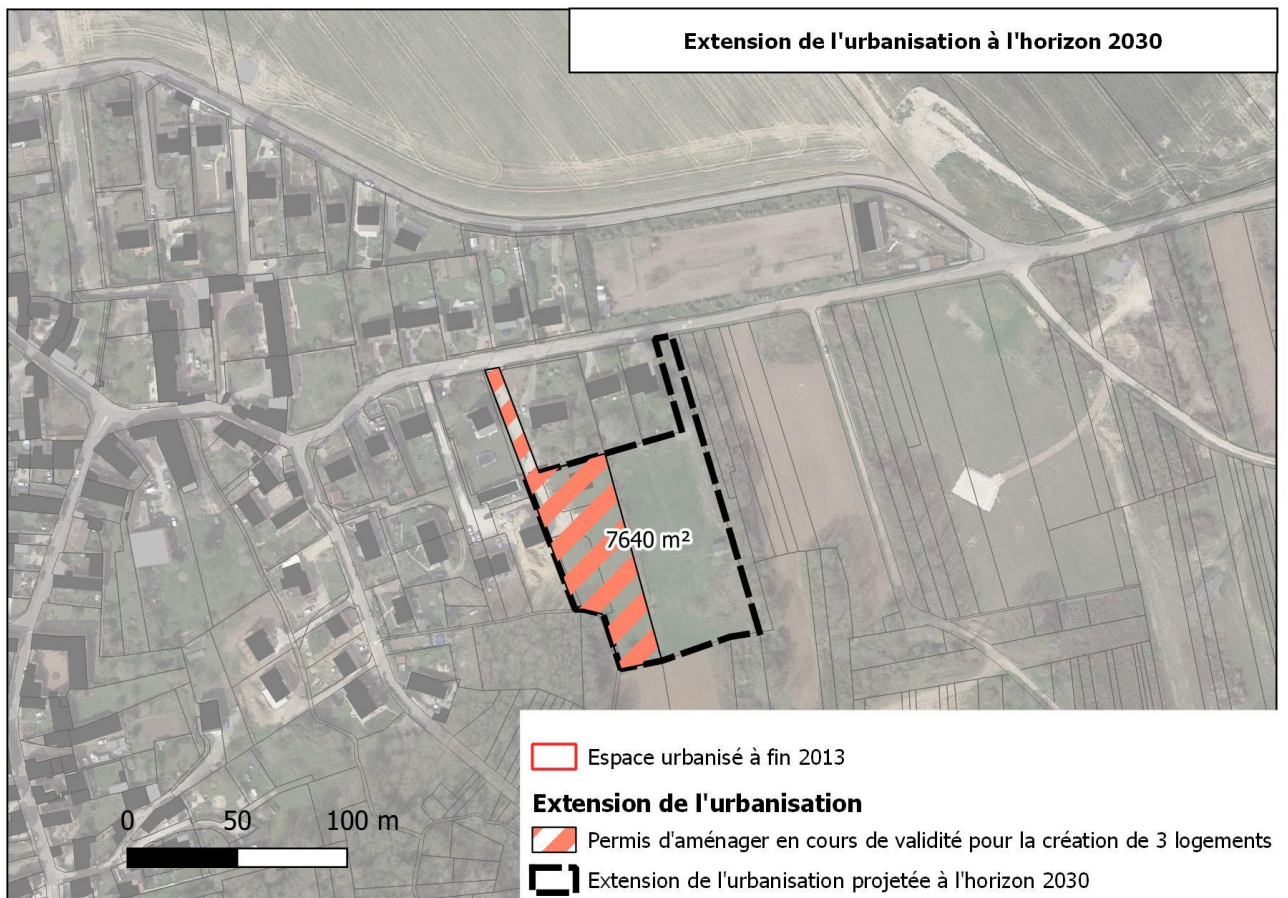 Extension de l'urbanisation à l'horizon 2030
7640 m²
0 50 100 m
Espace urbanisé à fin 2013
Extension de l'urbanisation
Permis d'aménager en cours de validité pour la création de 3 logements
Extension de l'urbanisation projetée à l'horizon 2030